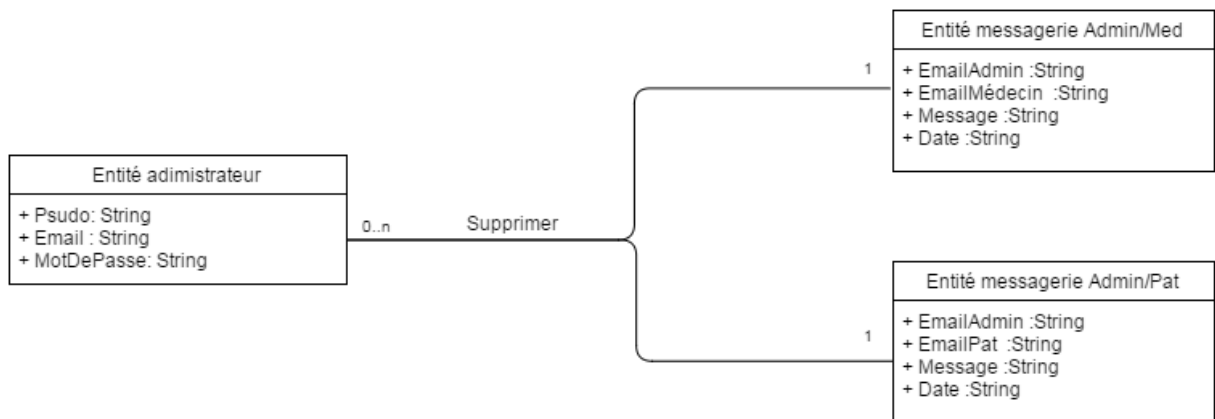 Entité messagerie Admin/Med
+ EmailAdmin :String
+ EmailMédecin :String
+ Message :String
+ Date :String
1
Entité adimistrateur
+ Psudo: String
+ Email : String
+ MotDePasse: String
0..n
Supprimer
Entité messagerie Admin/Pat
+ EmailAdmin :String
+ EmailPat :String
+ Message :String
+ Date :String
1